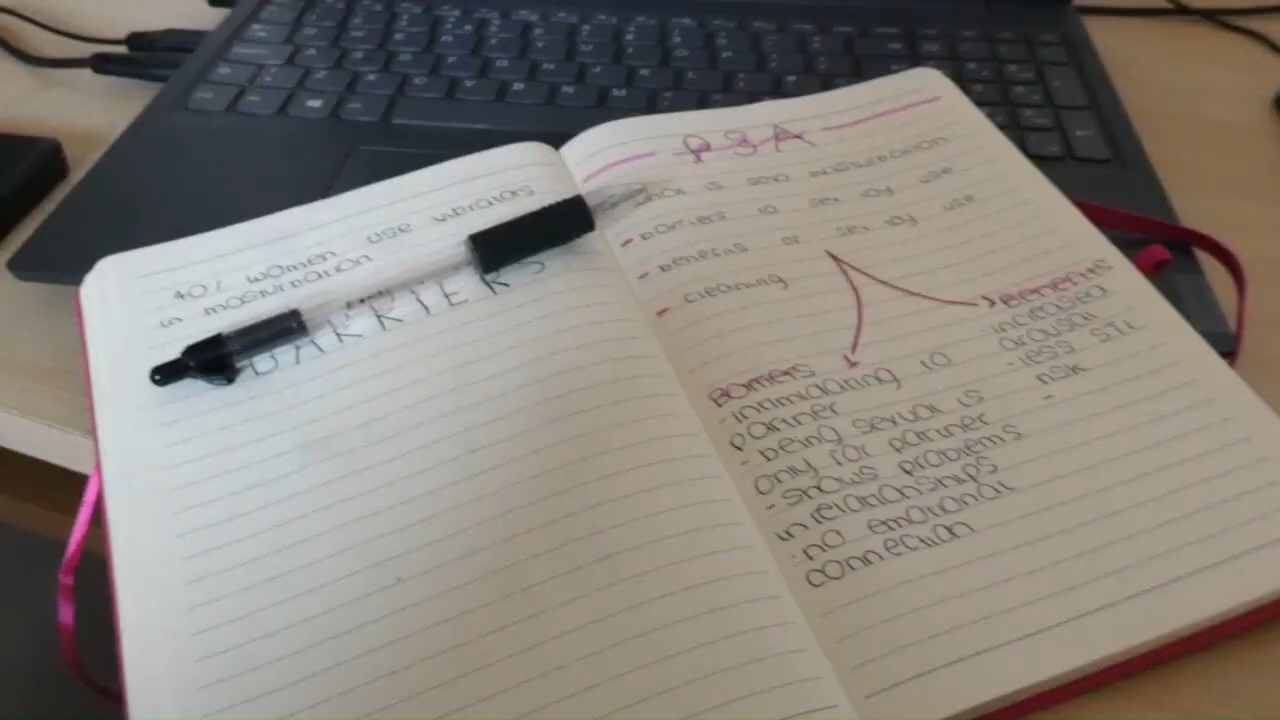 40% women use vibrators
in masturbation
BARRIERS
PSA
is masturbation
- barriers to sex toy use
- benefits of sex toy use
- cleaning
Barriers
- intimidating to
partner
- being sexual is
only for partner
- shows problems
in relationships
- no emotional
connection
Benefits
- increased
arousal
- less STI
risk
-